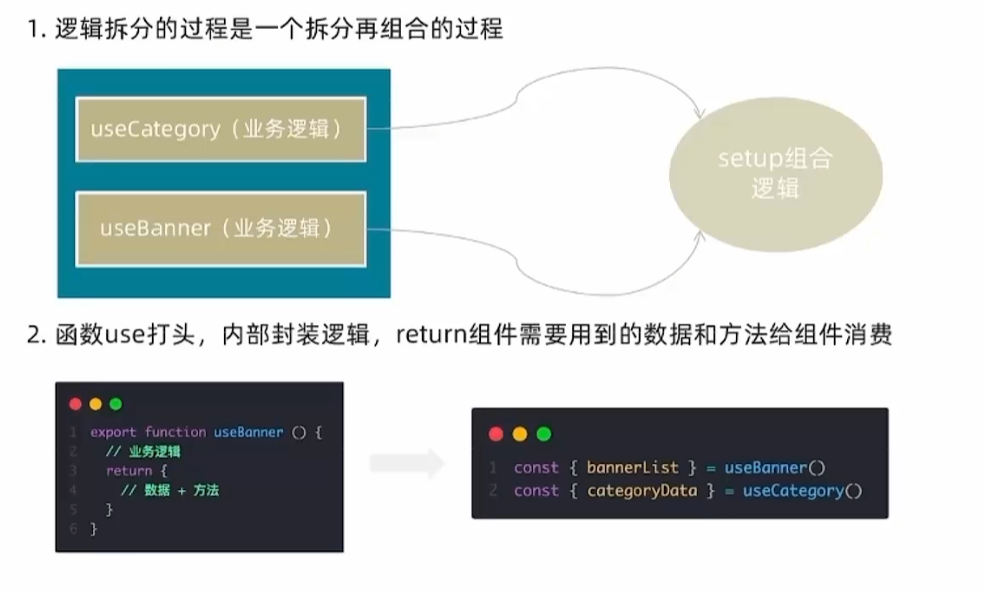 1. 逻辑拆分的过程是一个拆分再组合的过程
useCategory（业务逻辑）
useBanner（业务逻辑）
setup组合
逻辑
2. 函数use打头，内部封装逻辑，return组件需要用到的数据和方法给组件消费
1 export function useBanner () {
2 // 业务逻辑
3 return {
4 // 数据 + 方法
5 }
6 }
1 const { bannerList } = useBanner()
2 const { categoryData } = useCategory()